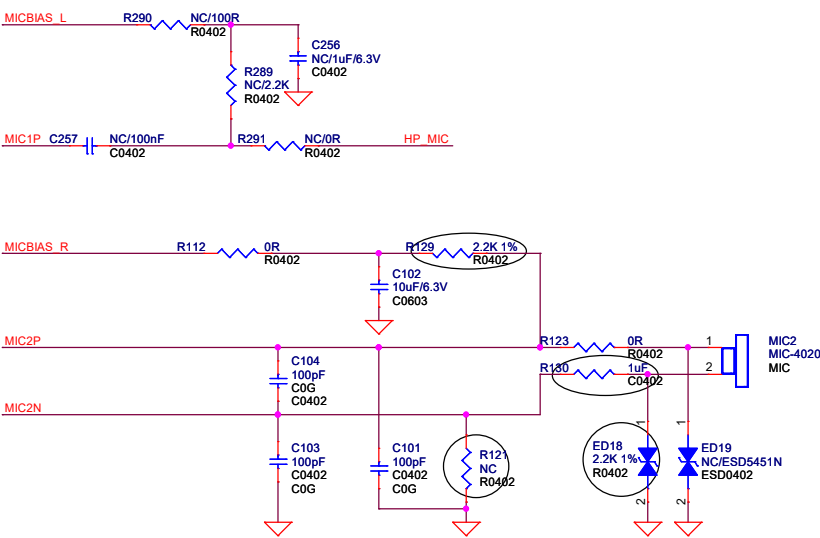 MICBIAS_L
R290
NC/100R
R0402
C256
NC/1uF/6.3V
C0402
R289
NC/2.2K
R0402
MIC1P
C257
NC/100nF
C0402
R291
NC/0R
R0402
HP_MIC
MICBIAS_R
R112
0R
R0402
R129
2.2K 1%
R0402
C102
10uF/6.3V
C0603
MIC2P
R123
0R
R0402
1
MIC2
MIC-4020
MIC
R130
1uF
C0402
2
C104
100pF
C0G
C0402
MIC2N
C103
100pF
C0402
C0G
C101
100pF
C0402
C0G
R121
NC
R0402
1
ED18
2.2K 1%
R0402
2
1
ED19
NC/ESD5451N
ESD0402
2